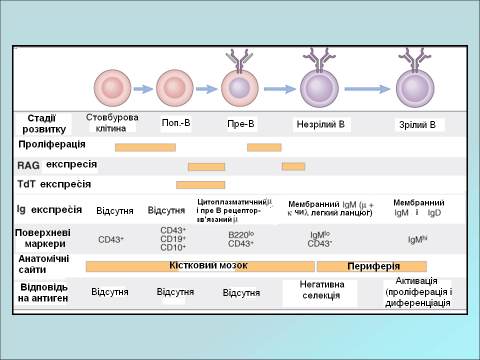 Стадії розвитку
Стовбурова клітина
Поп.-В
Пре-В
Незрілий В
Зрілий В
Проліферація
RAG експресія
TdT експресія
Ig експресія
Відсутня
Відсутня
Цитоплазматичний μ
і пре В рецептор-
зв'язаний μ
Мембранний IgM (μ +
κ чи λ легкий ланцюг)
Мембранний
IgM і IgD
Поверхневі
маркери
CD43+
CD43+
CD19+
CD10+
B220lo
CD43+
IgMlo
CD43-
IgMhi
Анатомічні
сайти
Кістковий мозок
Периферія
Відповідь
на антиген
Відсутня
Відсутня
Відсутня
Негативна
селекція
Активація
(проліферація і
диференціація